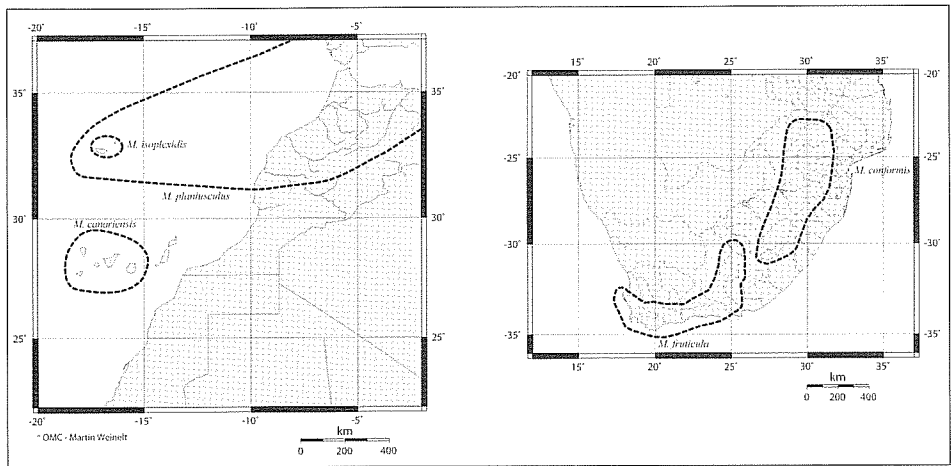 -20° -15° -10° -5°
35° 35°
M. isoplexidis
M. plantusculus
30° 30°
M. canariensis
25° 25°
-20° -15° -10° -5°
° OMC - Martin Weinelt
km
0 200 400
20° 25° 30° 35°
-20° -20°
-25° -25°
M. conformis
-30° -30°
-35° -35°
M. fruticula
15° 20° 25° 30° 35°
km
0 200 400